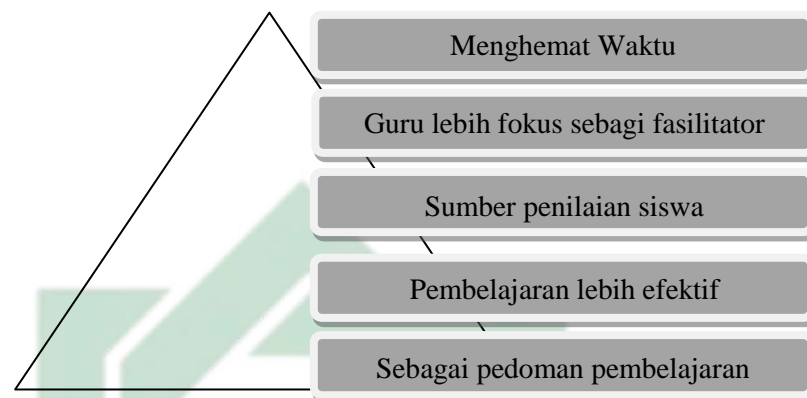 Menghemat Waktu
Guru lebih fokus sebagi fasilitator
Sumber penilaian siswa
Pembelajaran lebih efektif
Sebagai pedoman pembelajaran